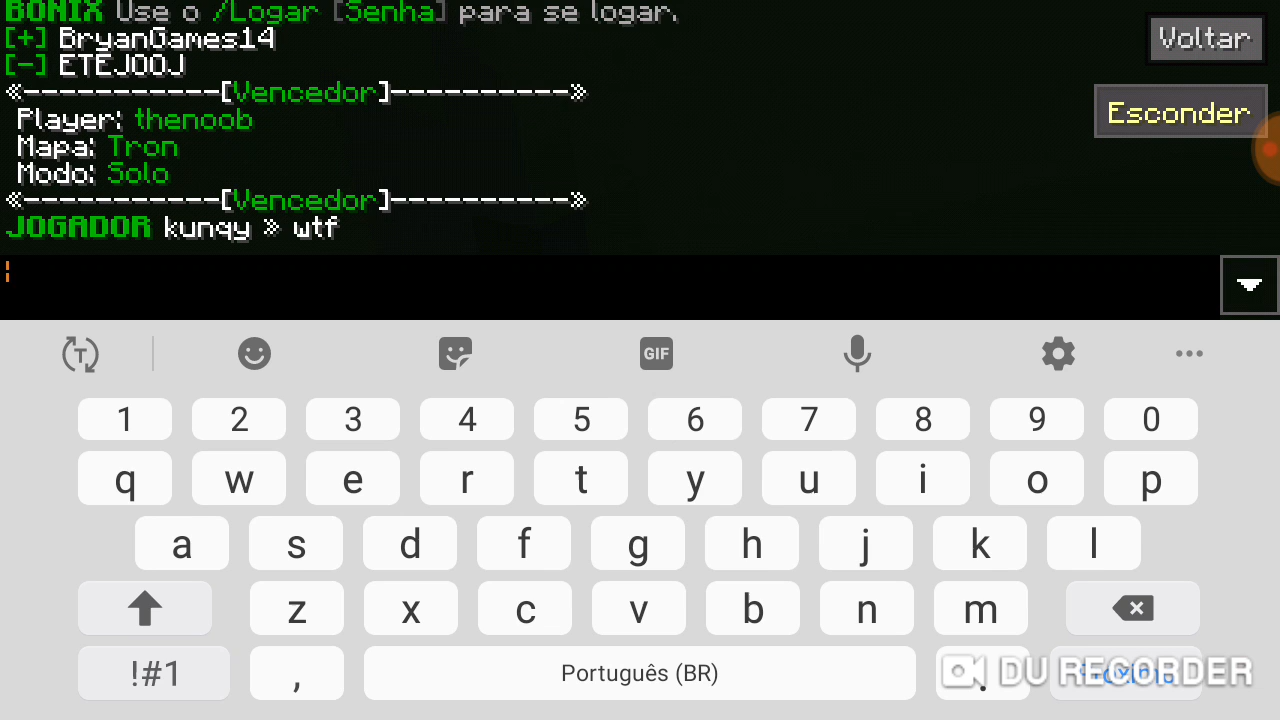 BONIX Use o /Logar [Senha] para se logar.
[+] BryanGames14
[-] ETEJOOJ
Voltar
«-----------[Vencedor]----------»
Player: thenoob
Esconder
Mapa: Tron
Modo: Solo
«-----------[Vencedor]----------»
JOGADOR kunqy » wtf
T
GIF
1 2 3 4 5 6 7 8 9 0
q w e r t y u i o p
a s d f g h j k l
z x c v b n m
!#1 , Português (BR) . Próximo
DU RECORDER